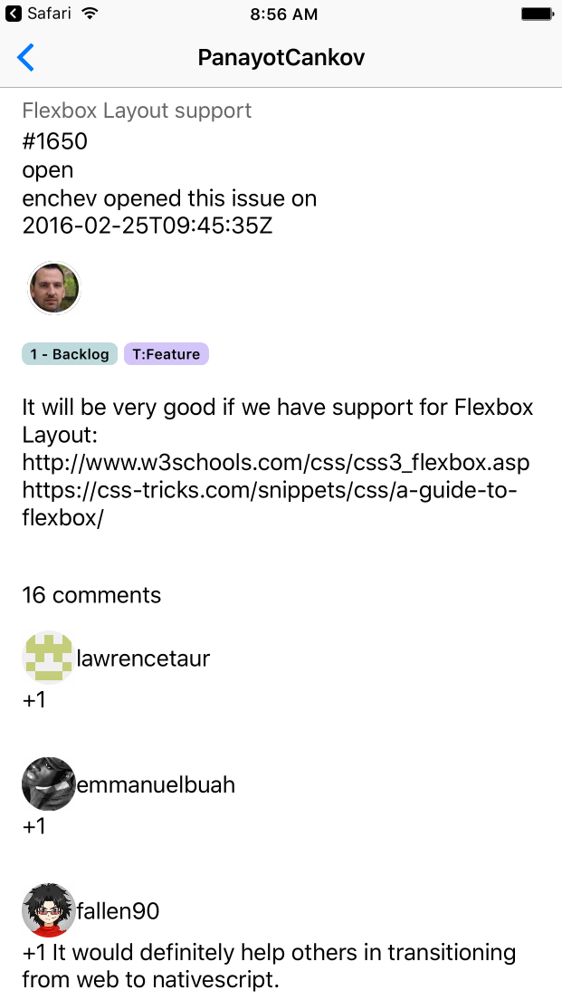 Safari
8:56 AM
PanayotCankov
Flexbox Layout support
#1650
open
enchev opened this issue on
2016-02-25T09:45:35Z
1 - Backlog
T:Feature
It will be very good if we have support for Flexbox
Layout:
http://www.w3schools.com/css/css3_flexbox.asp
https://css-tricks.com/snippets/css/a-guide-to-
flexbox/
16 comments
lawrencetaur
+1
emmanuelbuah
+1
fallen90
+1 It would definitely help others in transitioning
from web to nativescript.